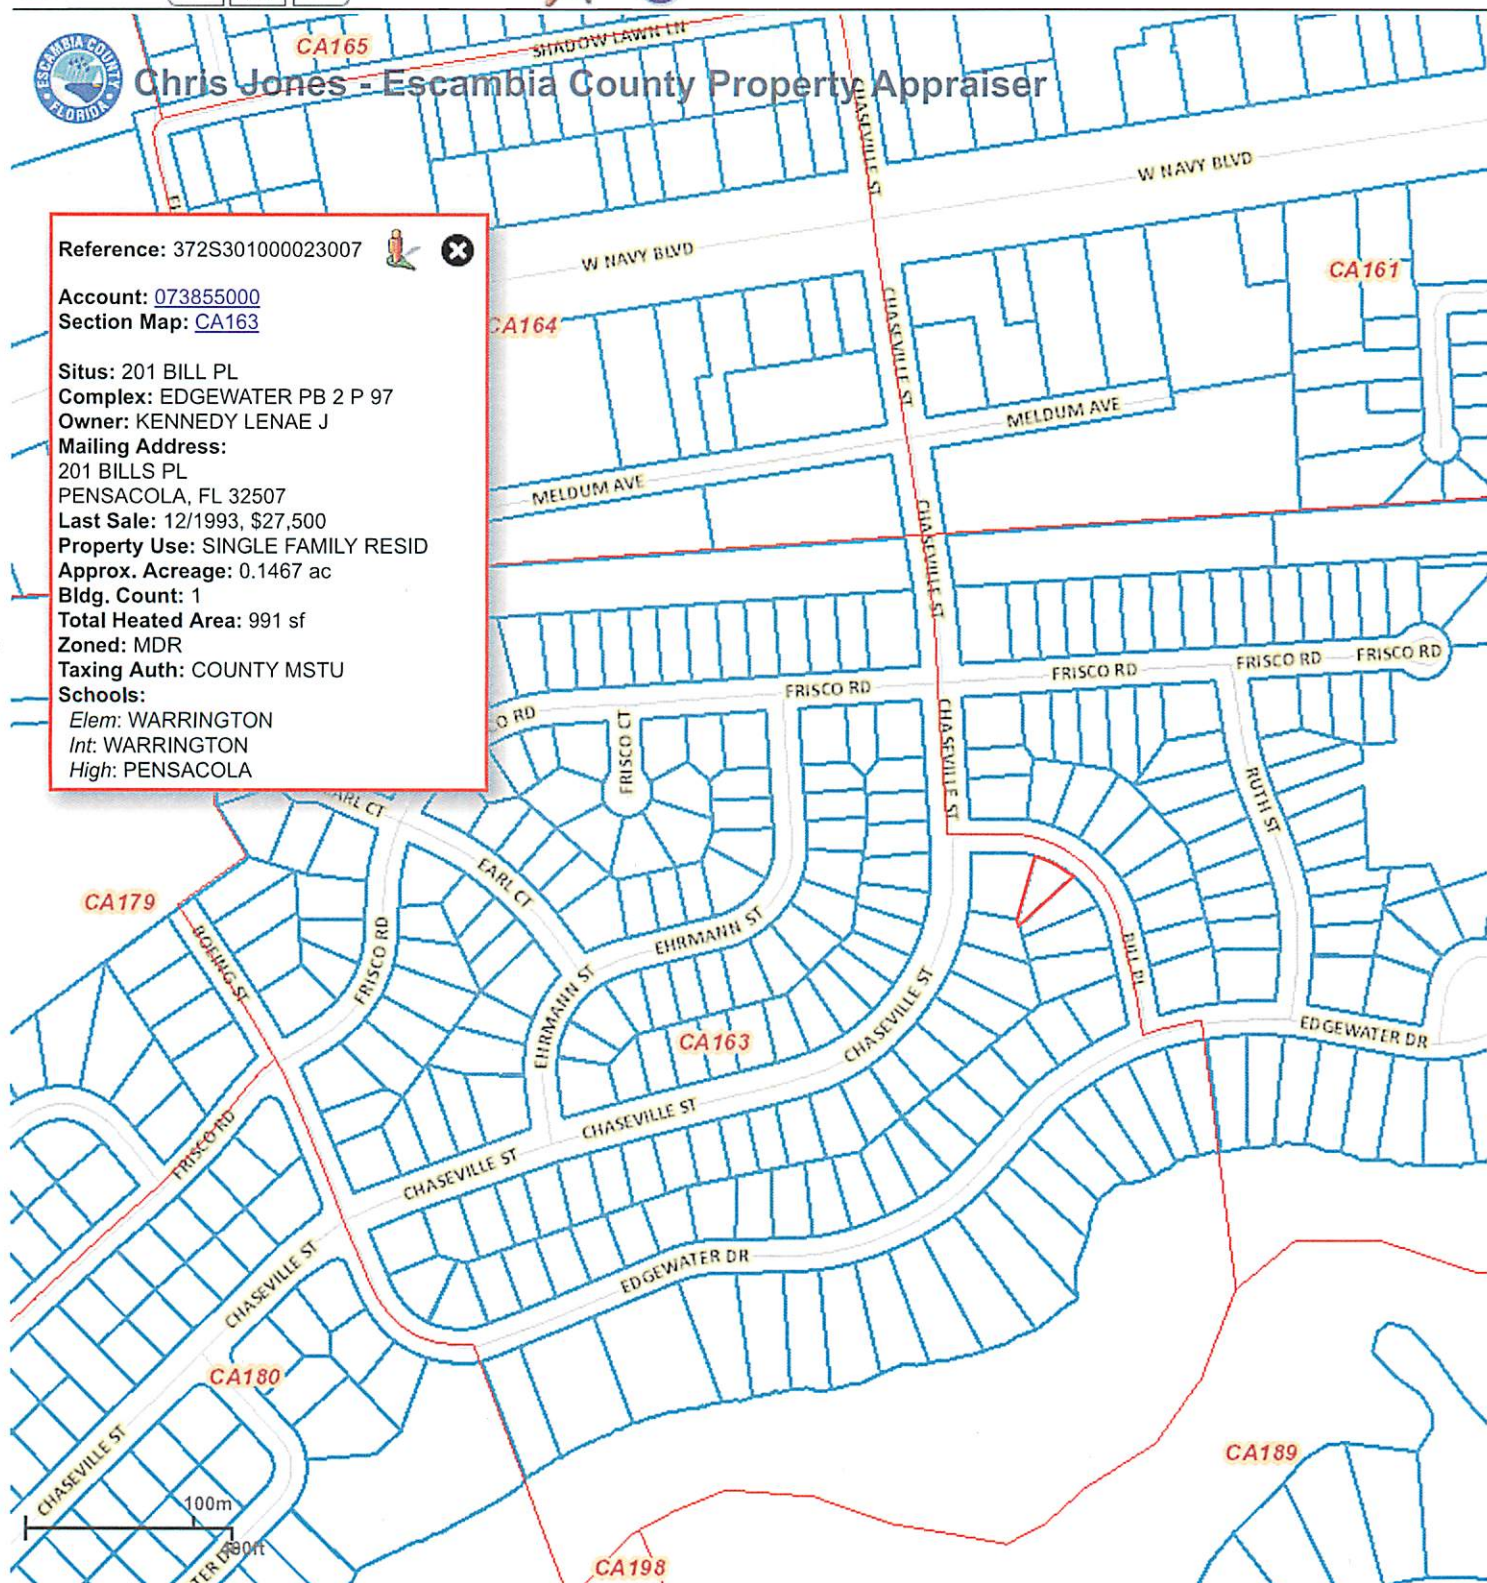 CA165
SHADOW LAWN LN
ESCAMBIA COUNTY
FLORIDA
Chris Jones - Escambia County Property Appraiser
CHASEVILLE ST
W NAVY BLVD
W NAVY BLVD
Reference: 372S301000023007
Account: 073855000
Section Map: CA163
Situs: 201 BILL PL
Complex: EDGEWATER PB 2 P 97
Owner: KENNEDY LENAE J
Mailing Address:
201 BILLS PL
PENSACOLA, FL 32507
Last Sale: 12/1993, $27,500
Property Use: SINGLE FAMILY RESID
Approx. Acreage: 0.1467 ac
Bldg. Count: 1
Total Heated Area: 991 sf
Zoned: MDR
Taxing Auth: COUNTY MSTU
Schools:
Elem: WARRINGTON
Int: WARRINGTON
High: PENSACOLA
CA161
CA164
CHASEVILLE ST
MELDUM AVE
MELDUM AVE
CHASEVILLE ST
FRISCO RD
FRISCO RD
FRISCO RD
FRISCO RD
O RD
FRISCO CT
CHASEVILLE ST
RUTH ST
EARL CT
EARL CT
CA179
BOEING ST
FRISCO RD
EHRMANN ST
BILL PL
EHRMANN ST
CHASEVILLE ST
CA163
EDGEWATER DR
FRISCO RD
CHASEVILLE ST
CHASEVILLE ST
EDGEWATER DR
CHASEVILLE ST
CA180
CHASEVILLE ST
CA189
100m
400ft
TER DR
CA198